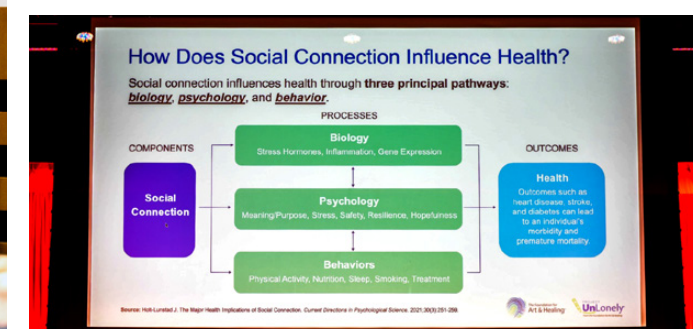 How Does Social Connection Influence Health?
Social connection influences health through three principal pathways:
biology, psychology, and behavior.
PROCESSES
COMPONENTS
OUTCOMES
Biology
Stress Hormones, Inflammation, Gene Expression
Social
Connection
Psychology
Meaning/Purpose, Stress, Safety, Resilience, Hopefulness
Health
Outcomes such as
heart disease, stroke,
and diabetes can lead
to an individual's
morbidity and
premature mortality.
Behaviors
Physical Activity, Nutrition, Sleep, Smoking, Treatment
Source: Holt-Lunstad J. The Major Health Implications of Social Connection. Current Directions in Psychological Science. 2021;30(3):251-259.
The Foundation for
Art & Healing
UnLonely